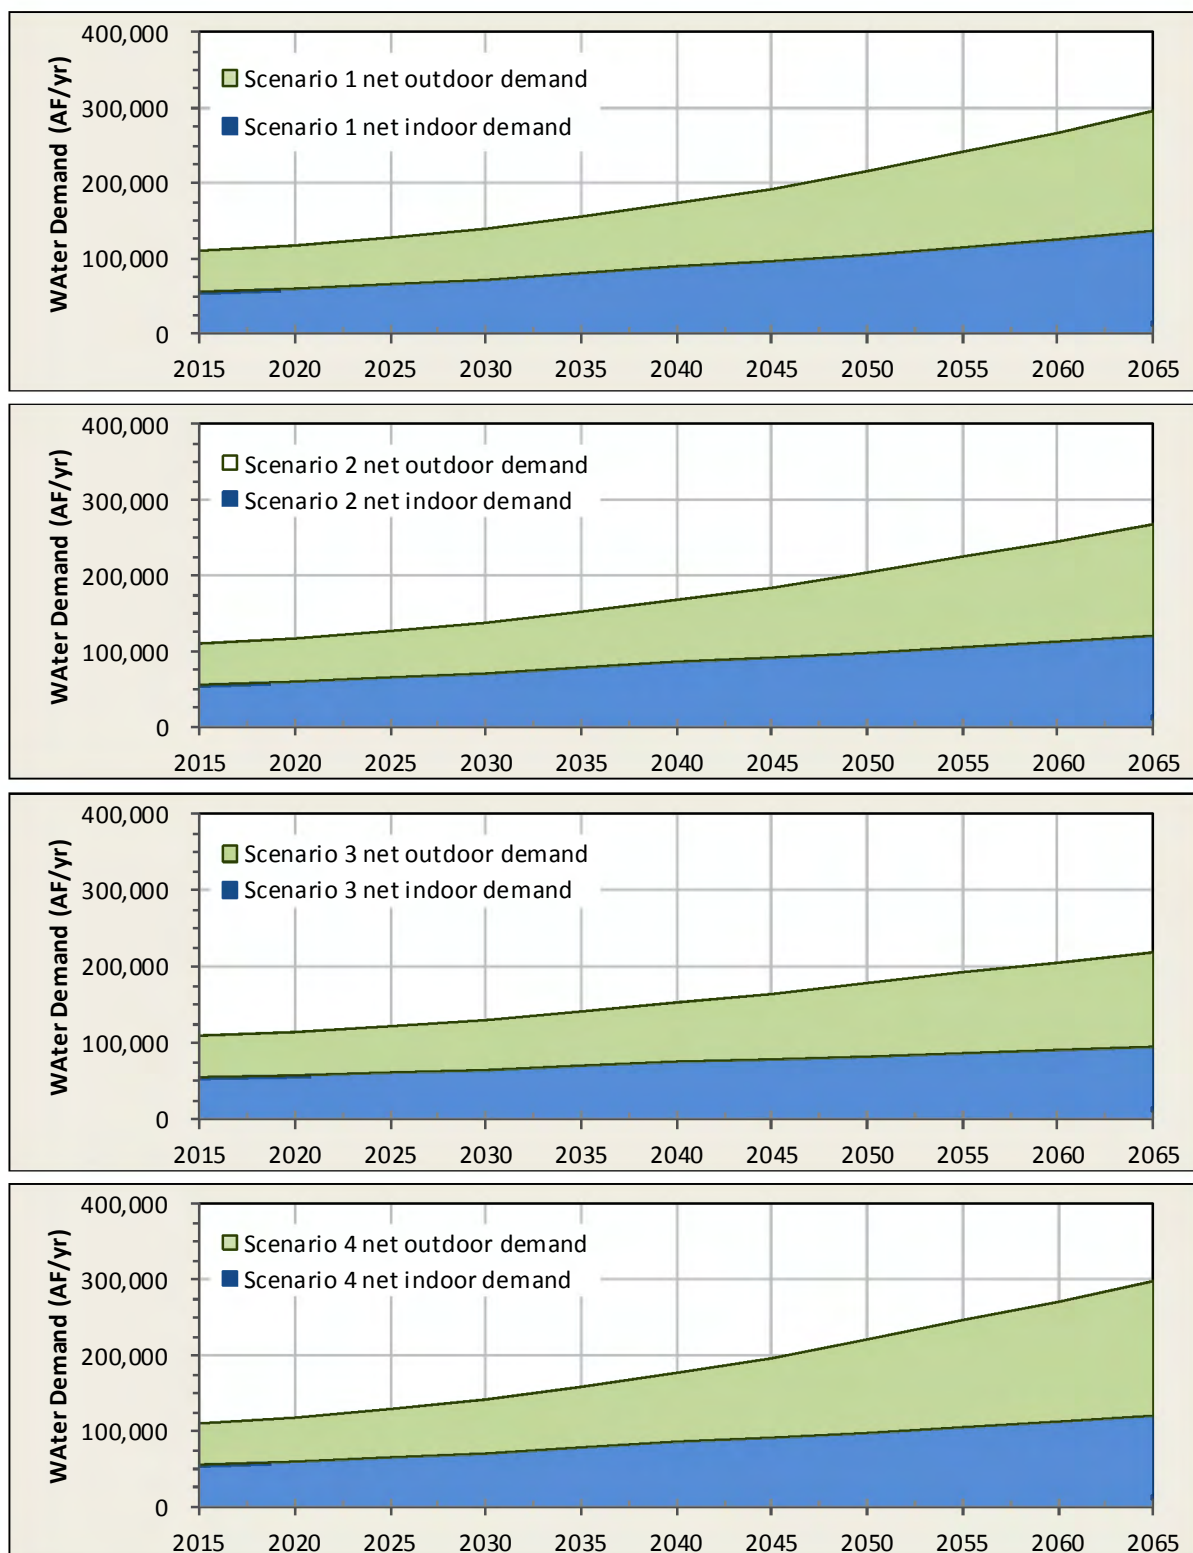 400,000
300,000
200,000
100,000
0
WAter Demand (AF/yr)
Scenario 1 net outdoor demand
Scenario 1 net indoor demand
2015 2020 2025 2030 2035 2040 2045 2050 2055 2060 2065
400,000
300,000
200,000
100,000
0
WAter Demand (AF/yr)
Scenario 2 net outdoor demand
Scenario 2 net indoor demand
2015 2020 2025 2030 2035 2040 2045 2050 2055 2060 2065
400,000
300,000
200,000
100,000
0
WAter Demand (AF/yr)
Scenario 3 net outdoor demand
Scenario 3 net indoor demand
2015 2020 2025 2030 2035 2040 2045 2050 2055 2060 2065
400,000
300,000
200,000
100,000
0
WAter Demand (AF/yr)
Scenario 4 net outdoor demand
Scenario 4 net indoor demand
2015 2020 2025 2030 2035 2040 2045 2050 2055 2060 2065